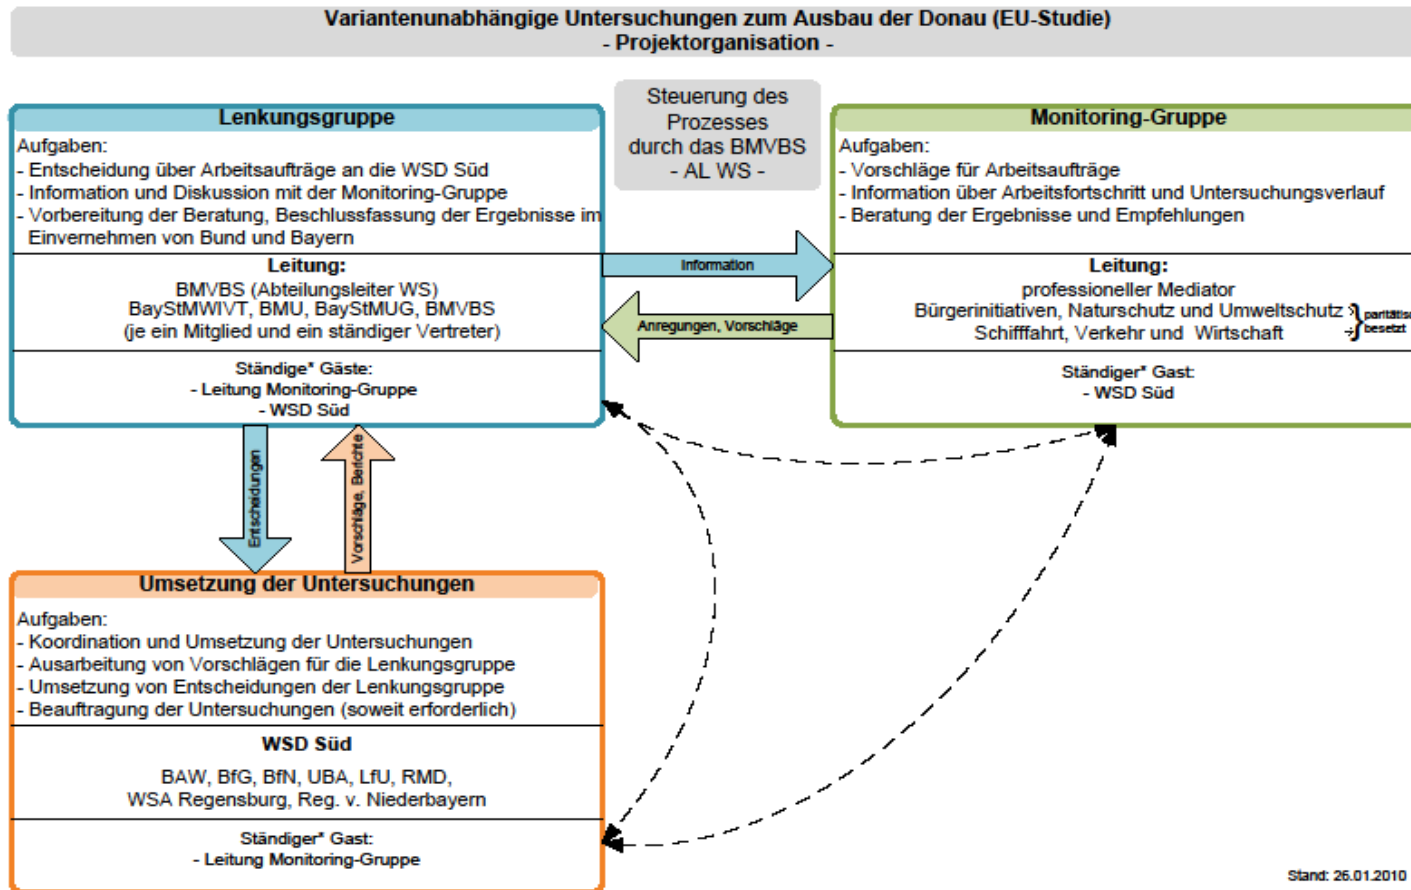 Variantenunabhängige Untersuchungen zum Ausbau der Donau (EU-Studie)
- Projektorganisation -
Steuerung des
Prozesses
durch das BMVBS
- AL WS -
Lenkungsgruppe
Aufgaben:
- Entscheidung über Arbeitsaufträge an die WSD Süd
- Information und Diskussion mit der Monitoring-Gruppe
- Vorbereitung der Beratung, Beschlussfassung der Ergebnisse im
Einvernehmen von Bund und Bayern
Leitung:
BMVBS (Abteilungsleiter WS)
BayStMWIVT, BMU, BayStMUG, BMVBS
(je ein Mitglied und ein ständiger Vertreter)
Ständige* Gäste:
- Leitung Monitoring-Gruppe
- WSD Süd
Information
Anregungen, Vorschläge
Monitoring-Gruppe
Aufgaben:
- Vorschläge für Arbeitsaufträge
- Information über Arbeitsfortschritt und Untersuchungsverlauf
- Beratung der Ergebnisse und Empfehlungen
Leitung:
professioneller Mediator
Bürgerinitiativen, Naturschutz und Umweltschutz
Schifffahrt, Verkehr und Wirtschaft
besetzt
Ständiger* Gast:
- WSD Süd
Entscheidungen
Vorschläge, Berichte
Umsetzung der Untersuchungen
Aufgaben:
- Koordination und Umsetzung der Untersuchungen
- Ausarbeitung von Vorschlägen für die Lenkungsgruppe
- Umsetzung von Entscheidungen der Lenkungsgruppe
- Beauftragung der Untersuchungen (soweit erforderlich)
WSD Süd
BAW, BfG, BfN, UBA, LfU, RMD,
WSA Regensburg, Reg. v. Niederbayern
Ständiger* Gast:
- Leitung Monitoring-Gruppe
Stand: 26.01.2010